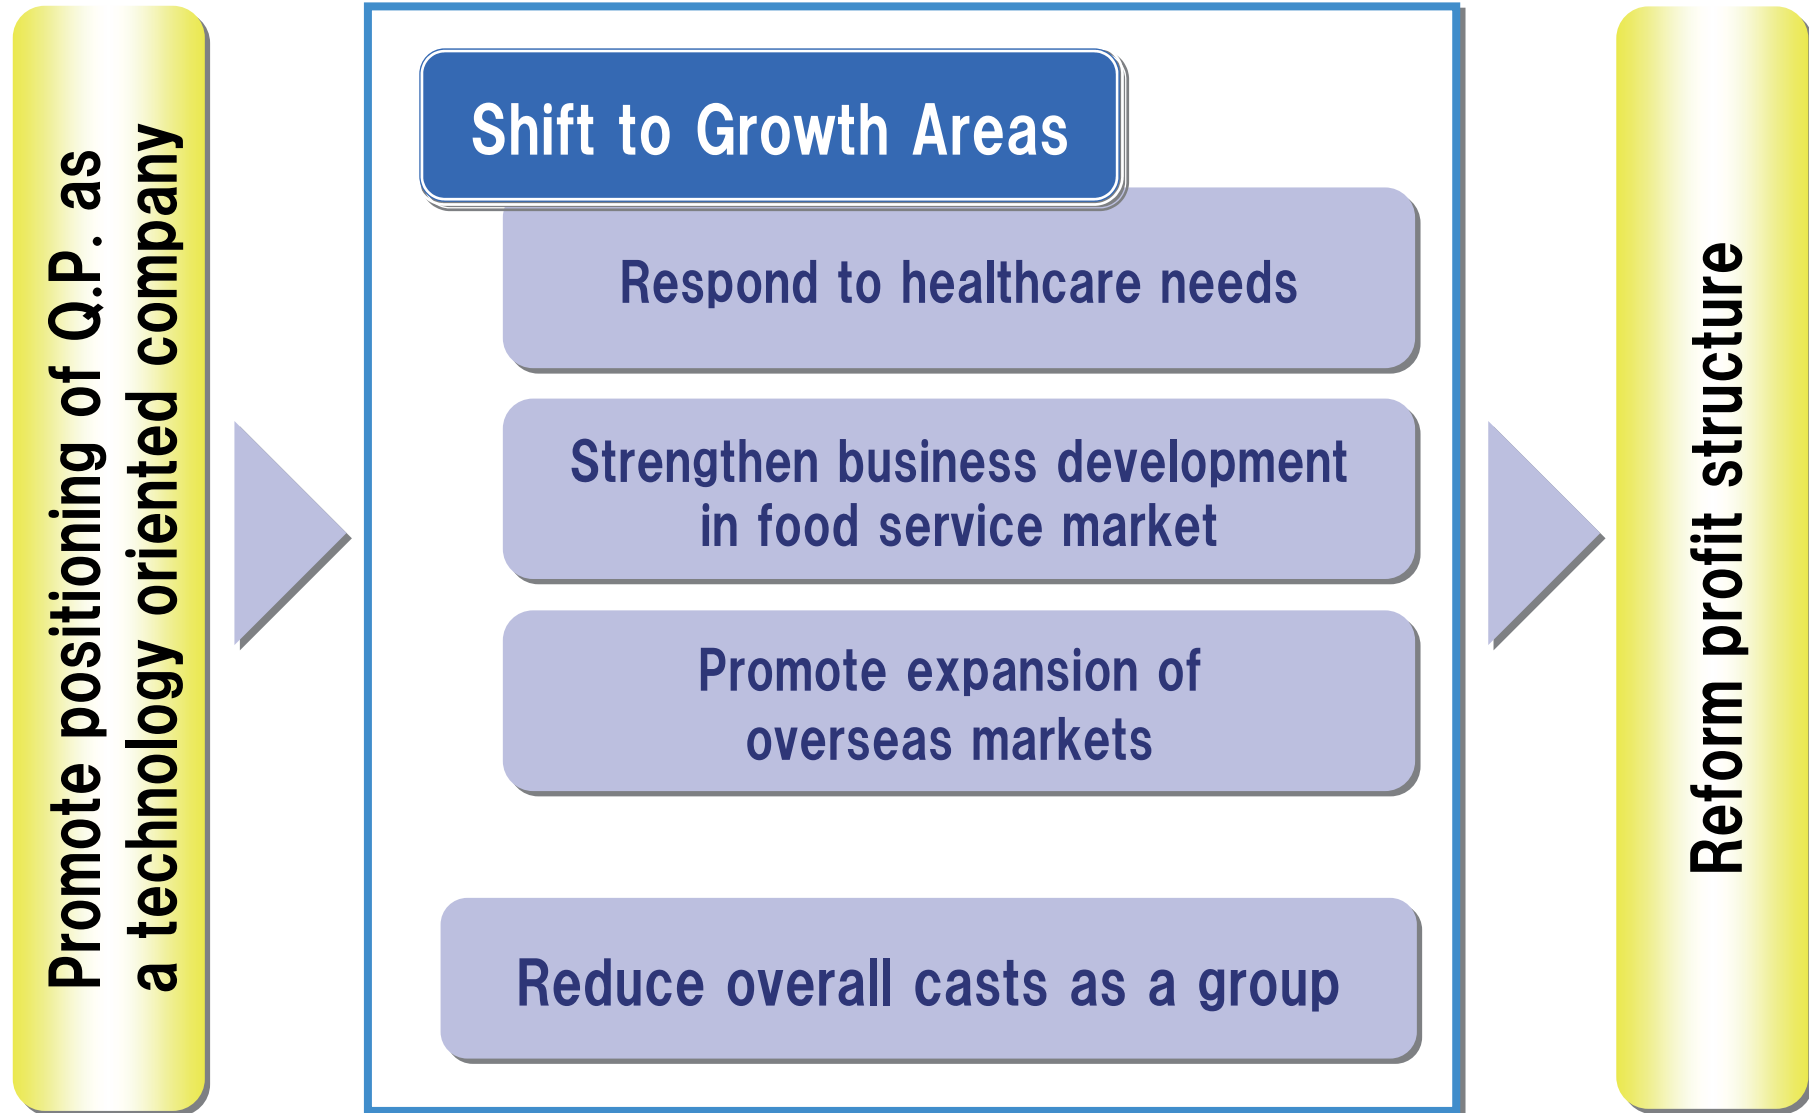 Promote positioning of Q.P. as
a technology oriented company
Shift to Growth Areas
Respond to healthcare needs
Strengthen business development
in food service market
Promote expansion of
overseas markets
Reduce overall casts as a group
Reform profit structure